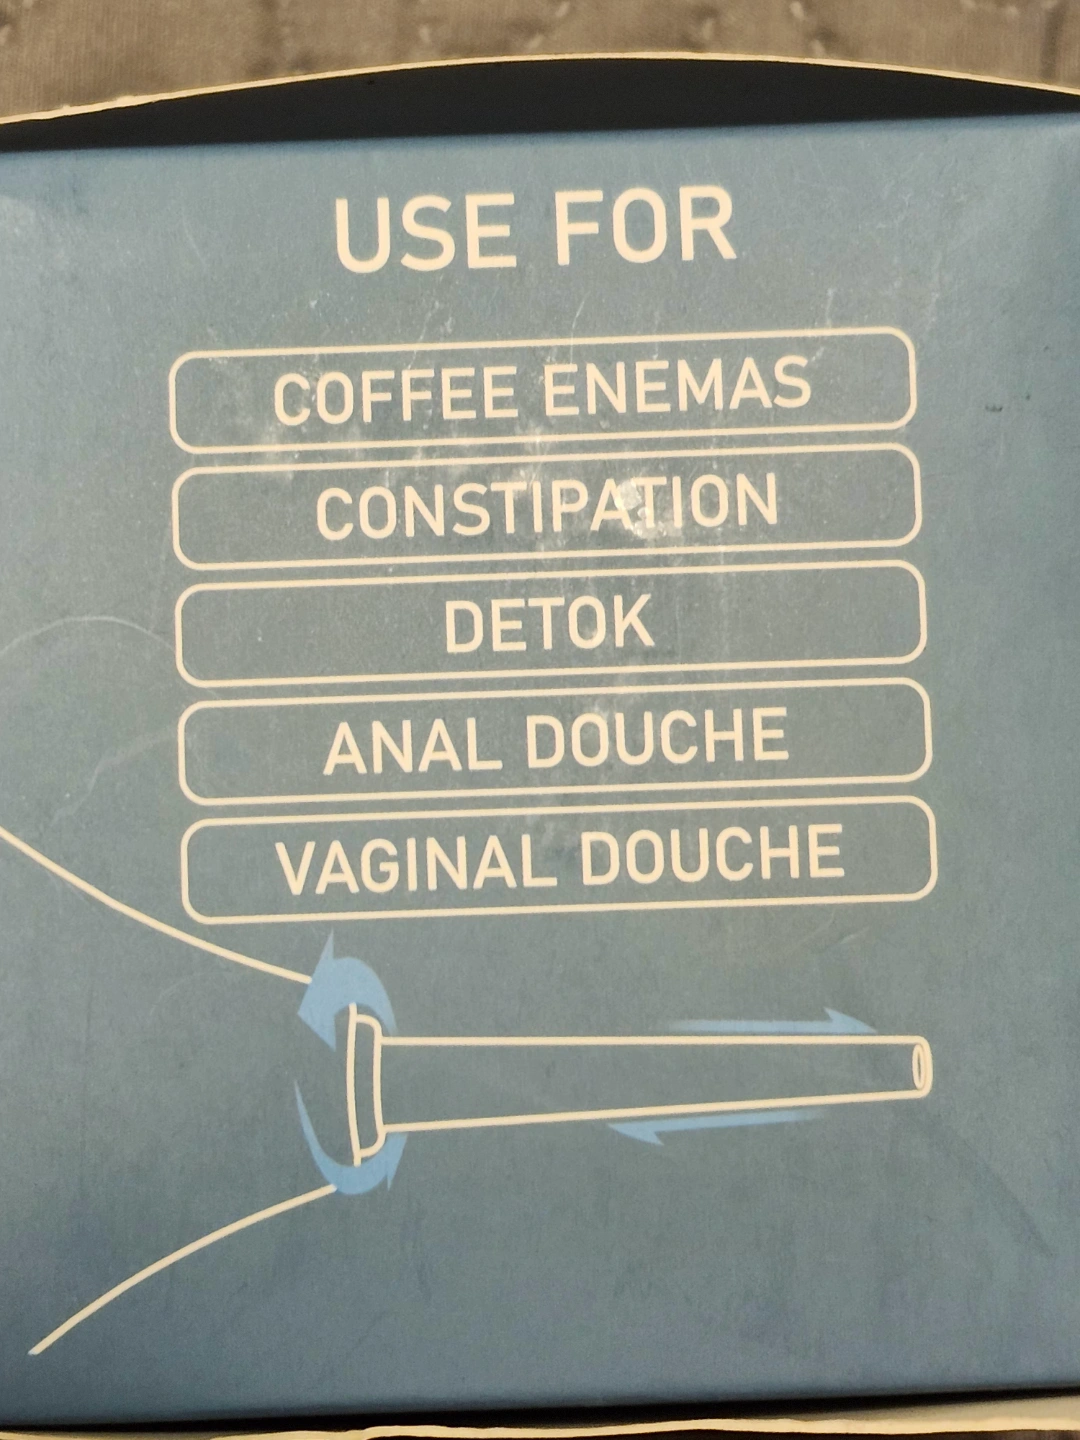 USE FOR
COFFEE ENEMAS
CONSTIPATION
DETOK
ANAL DOUCHE
VAGINAL DOUCHE